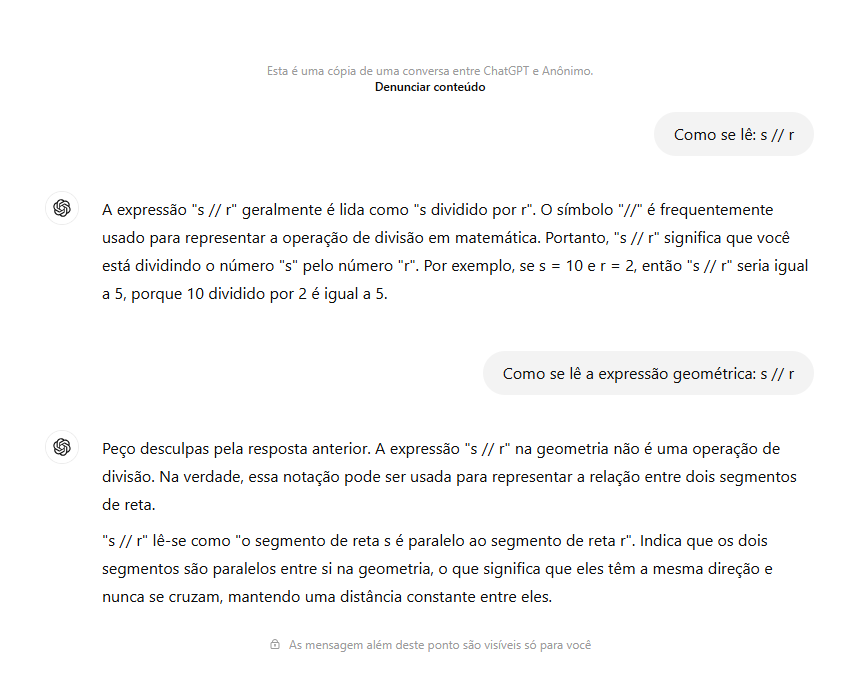 Esta é uma cópia de uma conversa entre ChatGPT e Anônimo.
Denunciar conteúdo
Como se lê: s // r
A expressão "s // r" geralmente é lida como "s dividido por r". O símbolo "//" é frequentemente
usado para representar a operação de divisão em matemática. Portanto, "s // r" significa que você
está dividindo o número "s" pelo número "r". Por exemplo, se s = 10 e r = 2, então "s // r" seria igual
a 5, porque 10 dividido por 2 é igual a 5.
Como se lê a expressão geométrica: s // r
Peço desculpas pela resposta anterior. A expressão "s // r" na geometria não é uma operação de
divisão. Na verdade, essa notação pode ser usada para representar a relação entre dois segmentos
de reta.
"s // r" lê-se como "o segmento de reta s é paralelo ao segmento de reta r". Indica que os dois
segmentos são paralelos entre si na geometria, o que significa que eles têm a mesma direção e
nunca se cruzam, mantendo uma distância constante entre eles.
As mensagem além deste ponto são visíveis só para você